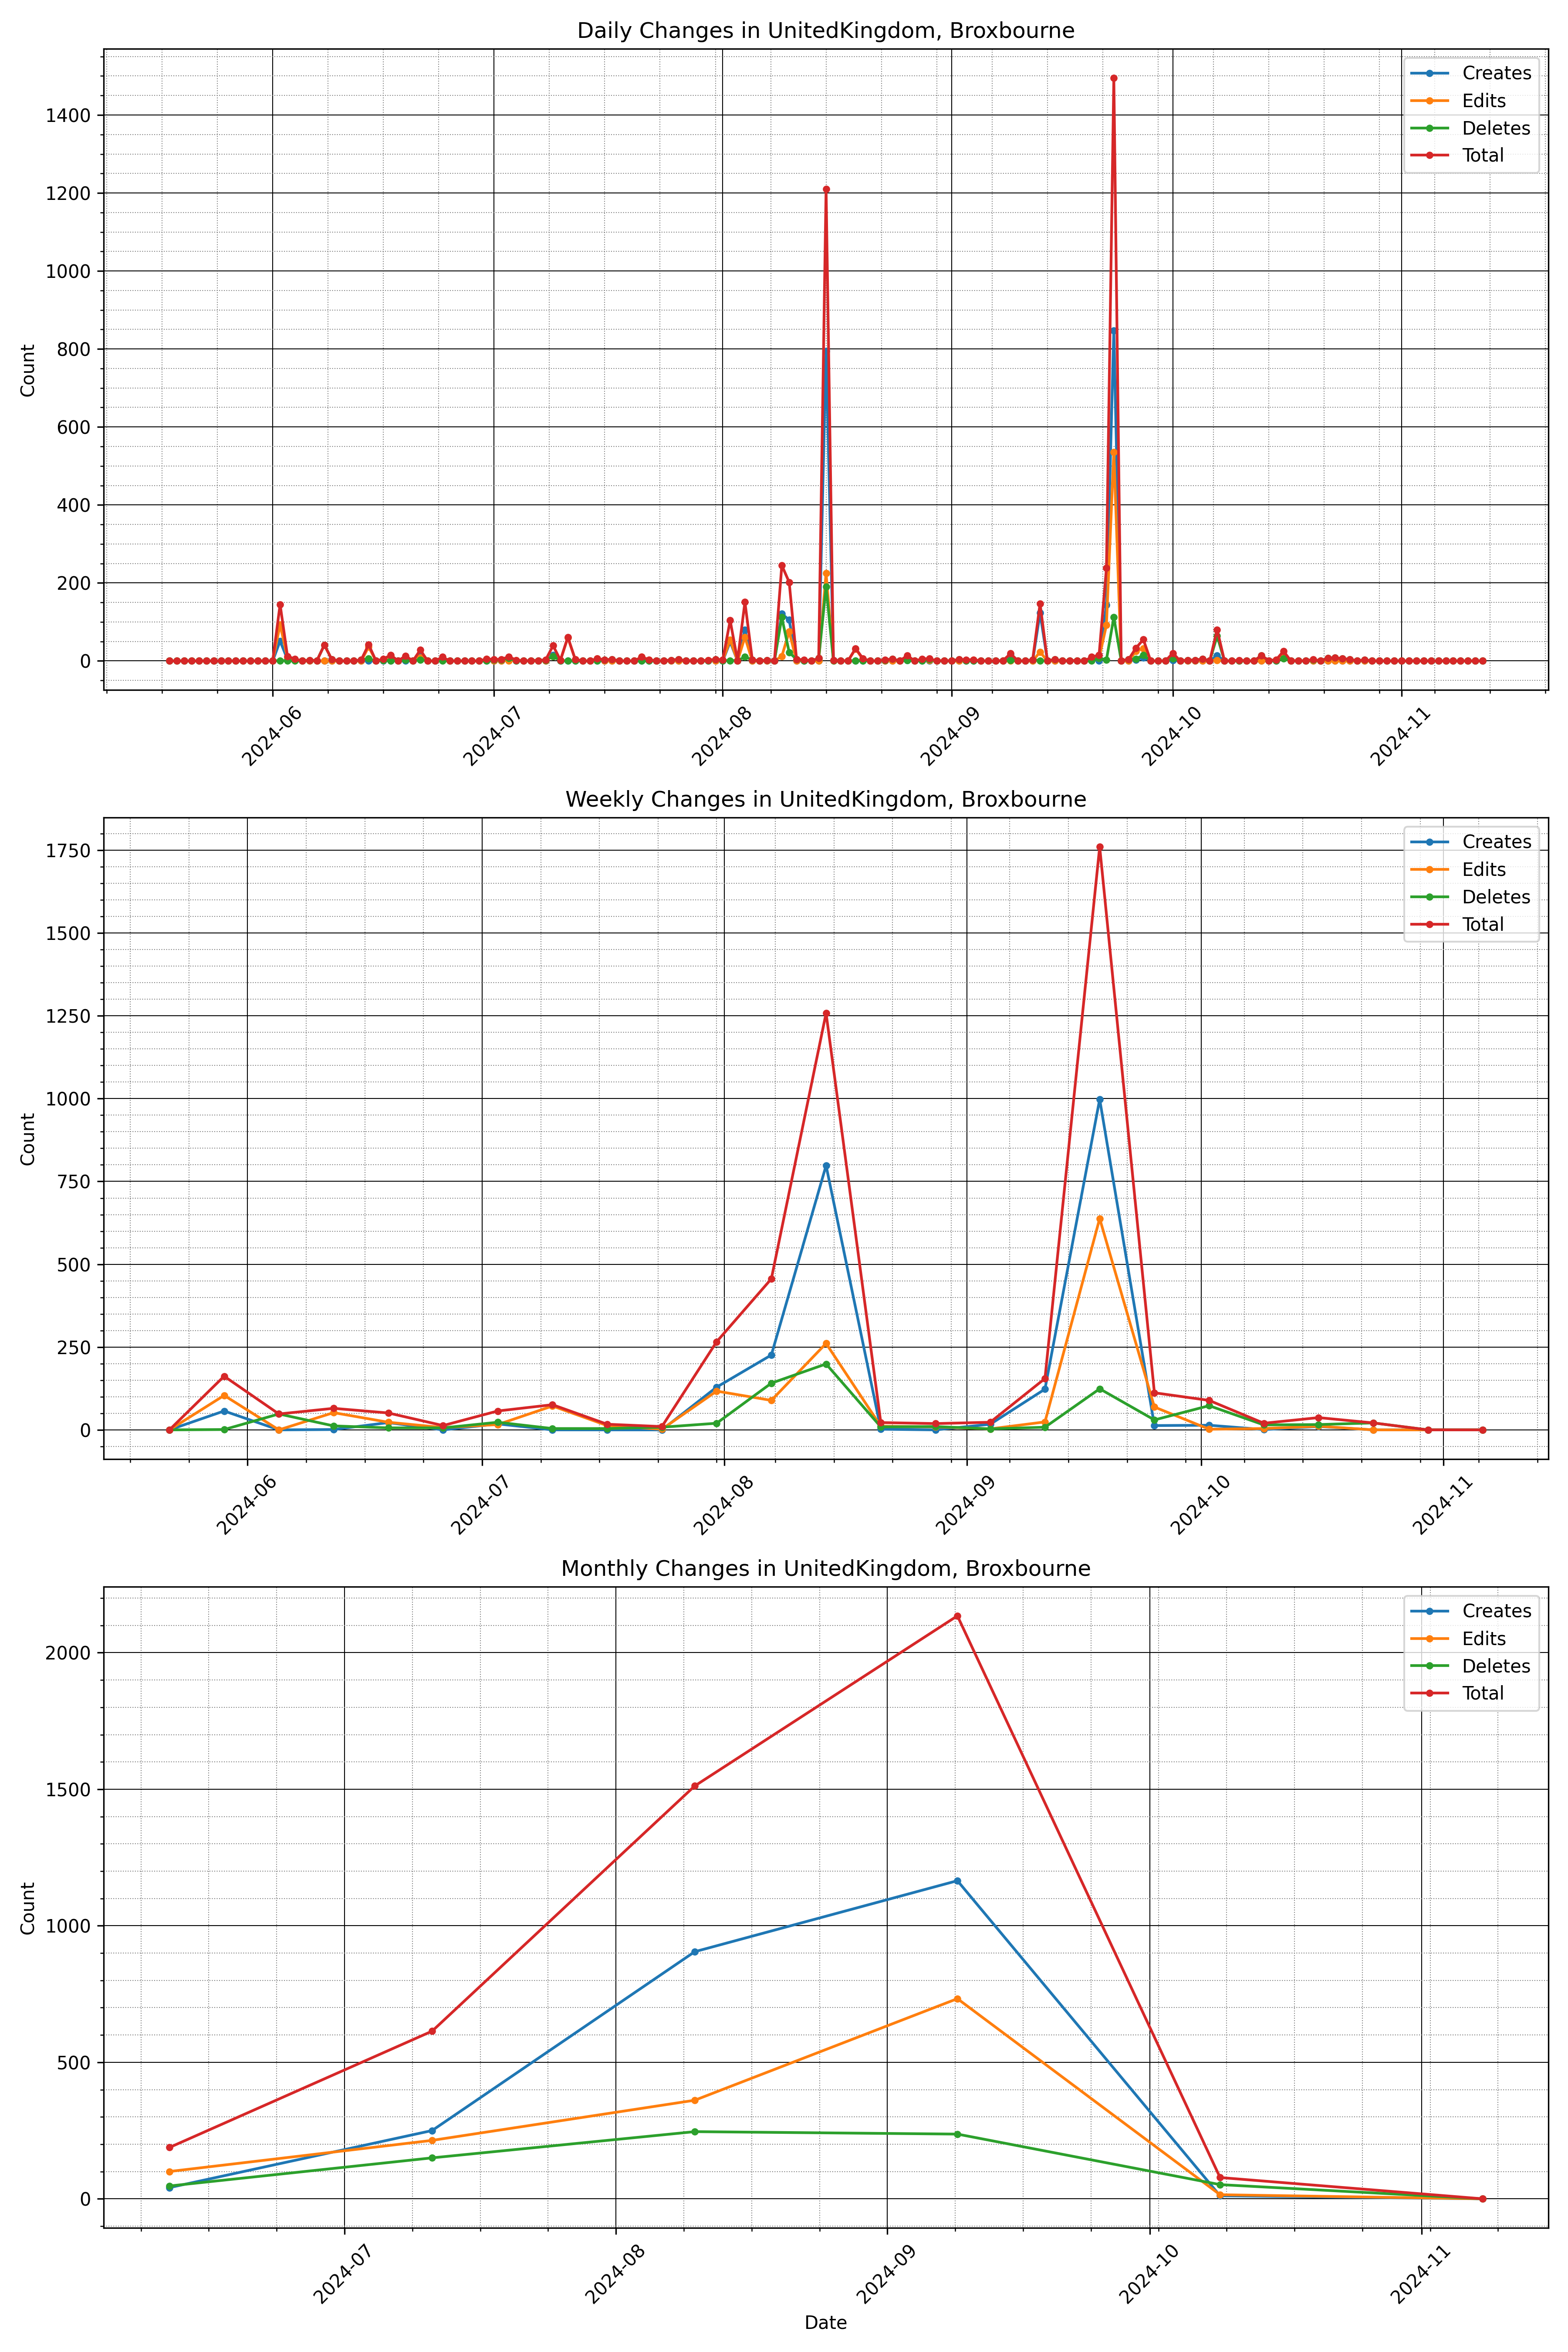 Daily Changes in UnitedKingdom, Broxbourne
Count
1400
1200
1000
800
600
400
200
0
Creates
Edits
Deletes
Total
2024-06
2024-07
2024-08
2024-09
2024-10
2024-11
Weekly Changes in UnitedKingdom, Broxbourne
Count
1750
1500
1250
1000
750
500
250
0
Creates
Edits
Deletes
Total
2024-06
2024-07
2024-08
2024-09
2024-10
2024-11
Monthly Changes in UnitedKingdom, Broxbourne
Count
2000
1500
1000
500
0
Creates
Edits
Deletes
Total
2024-07
2024-08
2024-09
2024-10
2024-11
Date